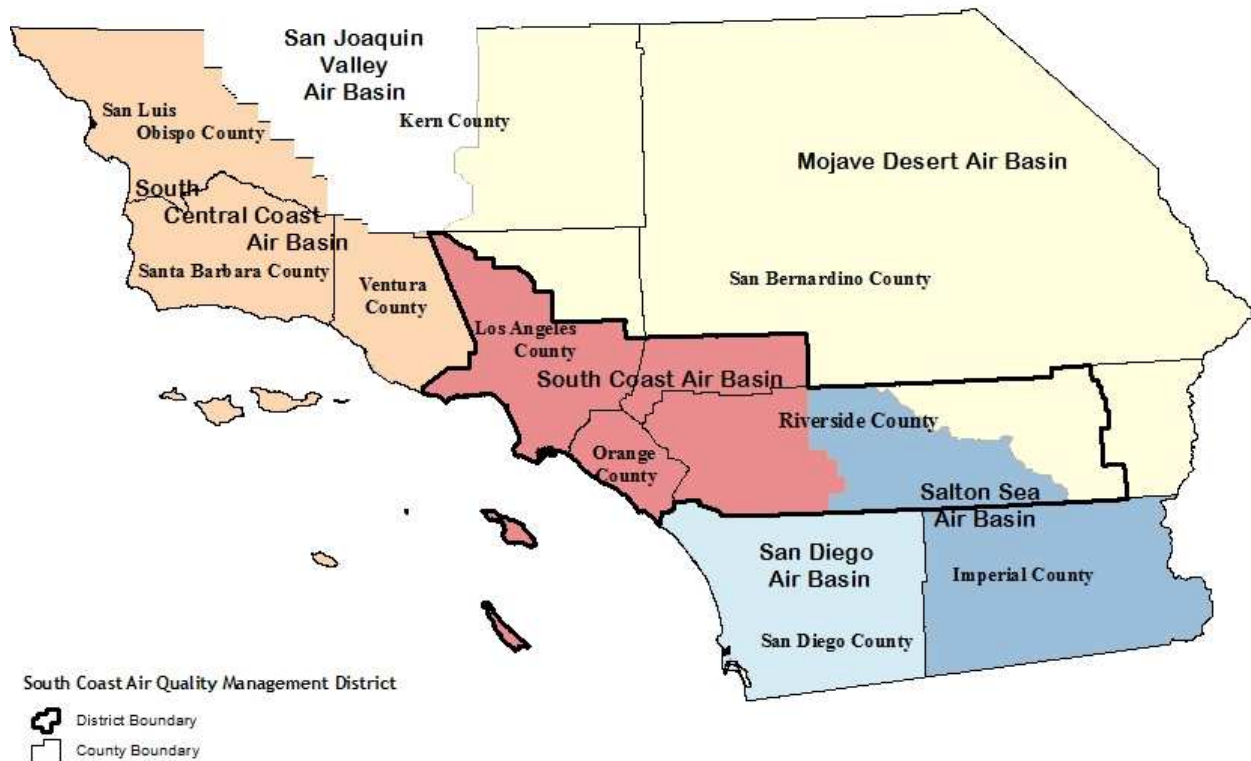 San Joaquin
Valley
Air Basin
San Luis
Obispo County
Kern County
Mojave Desert Air Basin
South
Central Coast
Air Basin
Santa Barbara County
Ventura
County
San Bernardino County
Los Angeles
County
South Coast Air Basin
Riverside County
Orange
County
Salton Sea
Air Basin
San Diego
Air Basin
Imperial County
San Diego County
South Coast Air Quality Management District
District Boundary
County Boundary